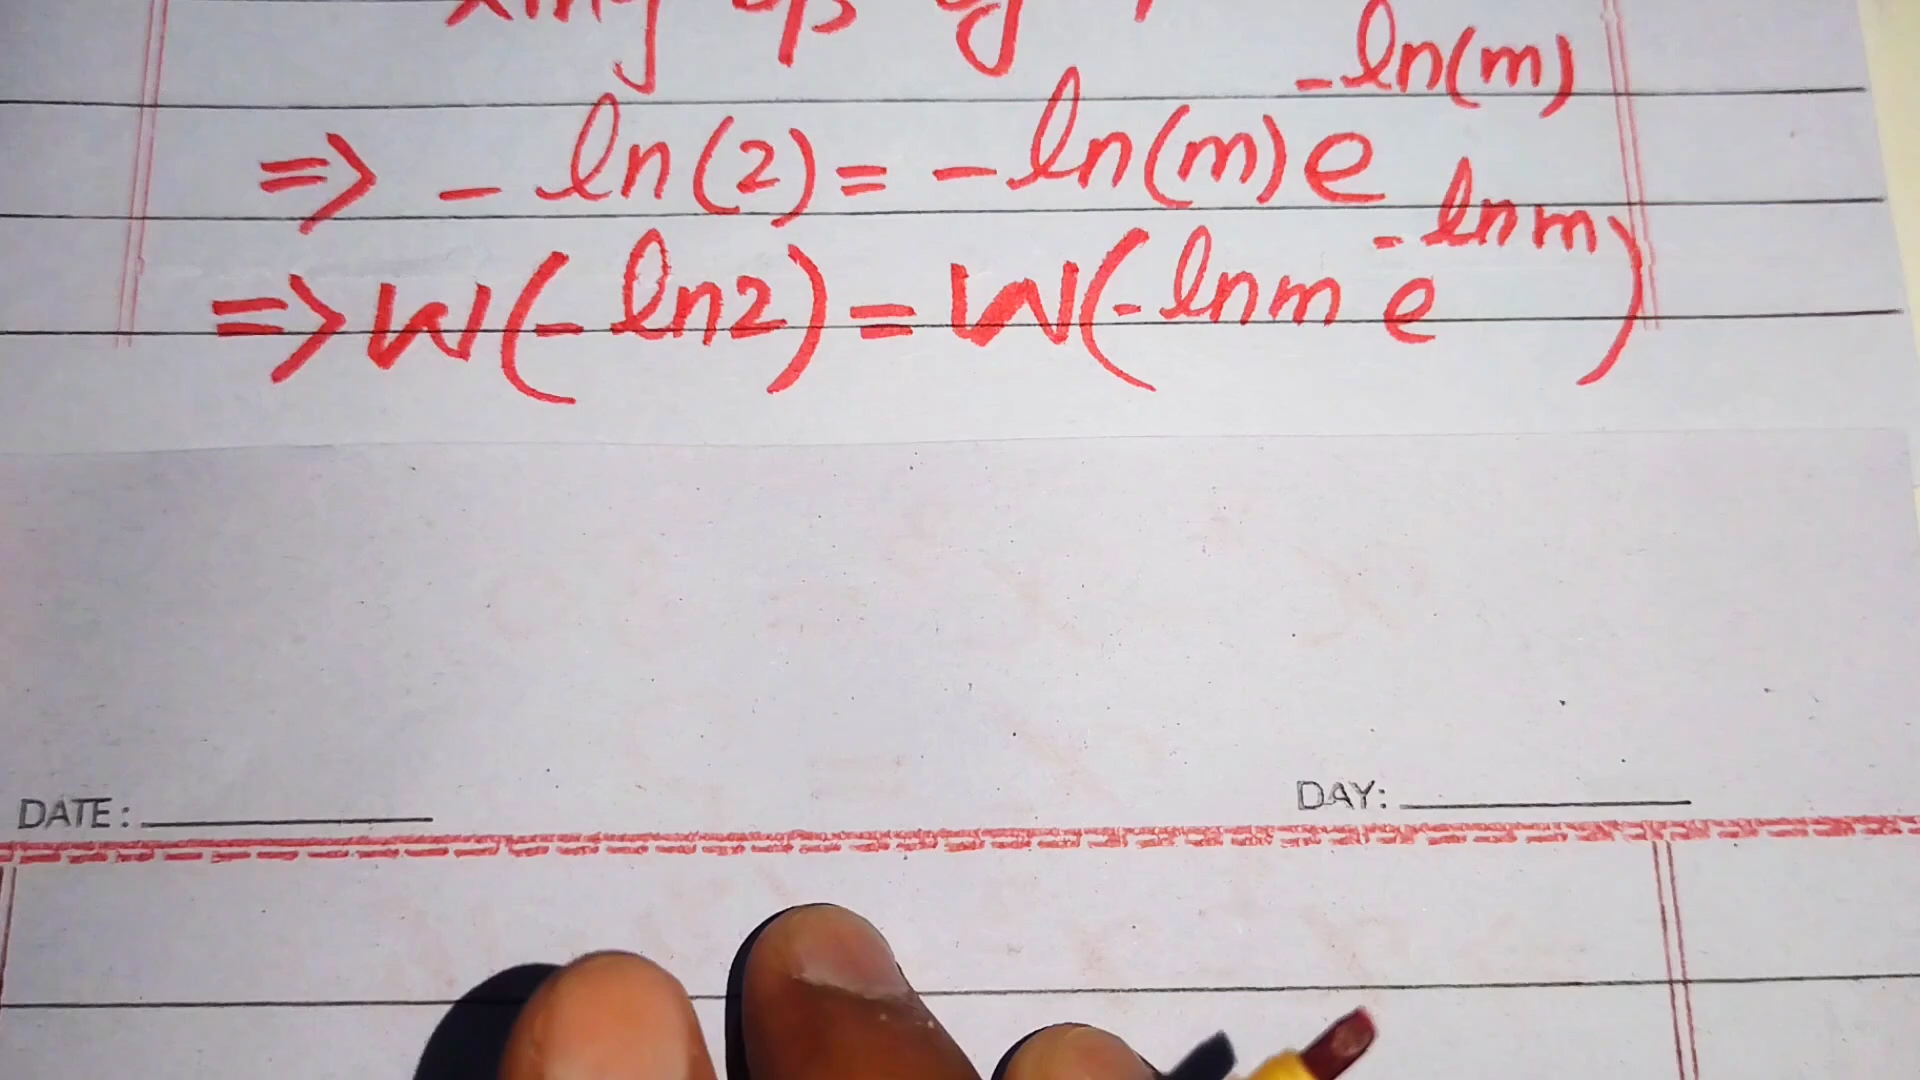 => - ln(2) = - ln(m) e^{-ln(m)}
=> W(- ln2) = W(- lnm e^{- lnm})
DATE: DAY: